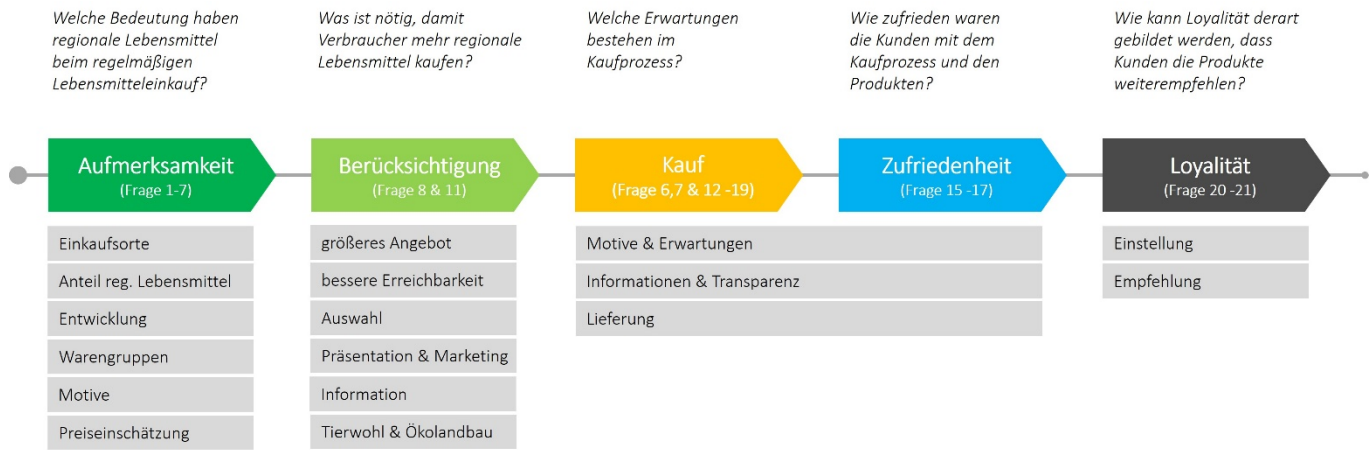 Welche Bedeutung haben
regionale Lebensmittel
beim regelmäßigen
Lebensmitteleinkauf?
Was ist nötig, damit
Verbraucher mehr regionale
Lebensmittel kaufen?
Welche Erwartungen
bestehen im
Kaufprozess?
Wie zufrieden waren
die Kunden mit dem
Kaufprozess und den
Produkten?
Wie kann Loyalität derart
gebildet werden, dass
Kunden die Produkte
weiterempfehlen?
Aufmerksamkeit
(Frage 1-7)
Berücksichtigung
(Frage 8 & 11)
Kauf
(Frage 6,7 & 12 -19)
Zufriedenheit
(Frage 15 -17)
Loyalität
(Frage 20 -21)
Einkaufsorte
Anteil reg. Lebensmittel
Entwicklung
Warengruppen
Motive
Preiseinschätzung
größeres Angebot
bessere Erreichbarkeit
Auswahl
Präsentation & Marketing
Information
Tierwohl & Ökolandbau
Motive & Erwartungen
Informationen & Transparenz
Lieferung
Einstellung
Empfehlung